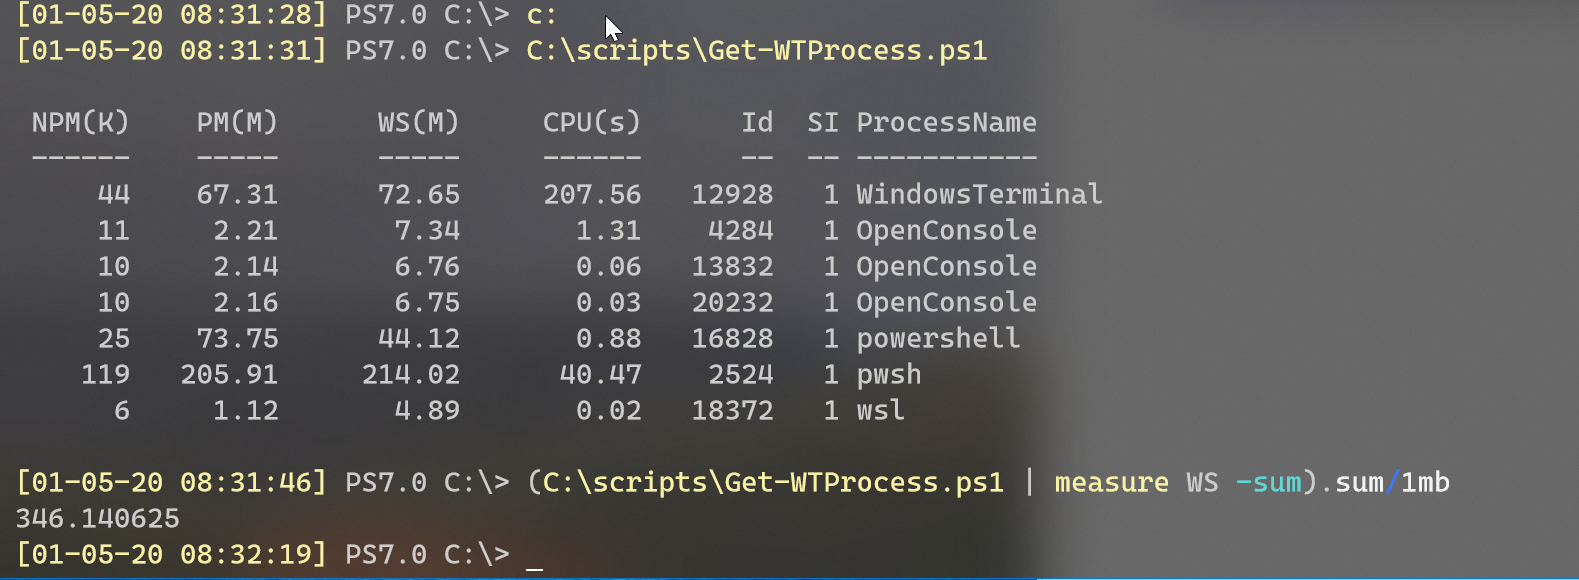 [01-05-20 08:31:28] PS7.0 C:\> c:
[01-05-20 08:31:31] PS7.0 C:\> C:\scripts\Get-WTProcess.ps1
NPM(K)    PM(M)      WS(M)     CPU(s)      Id  SI ProcessName
------    -----      -----     ------      --  -- -----------
    44    67.31      72.65     207.56   12928   1 WindowsTerminal
    11     2.21       7.34       1.31    4284   1 OpenConsole
    10     2.14       6.76       0.06   13832   1 OpenConsole
    10     2.16       6.75       0.03   20232   1 OpenConsole
    25    73.75      44.12       0.88   16828   1 powershell
   119   205.91     214.02      40.47    2524   1 pwsh
     6     1.12       4.89       0.02   18372   1 wsl
[01-05-20 08:31:46] PS7.0 C:\> (C:\scripts\Get-WTProcess.ps1 | measure WS -sum).sum/1mb
346.140625
[01-05-20 08:32:19] PS7.0 C:\> _